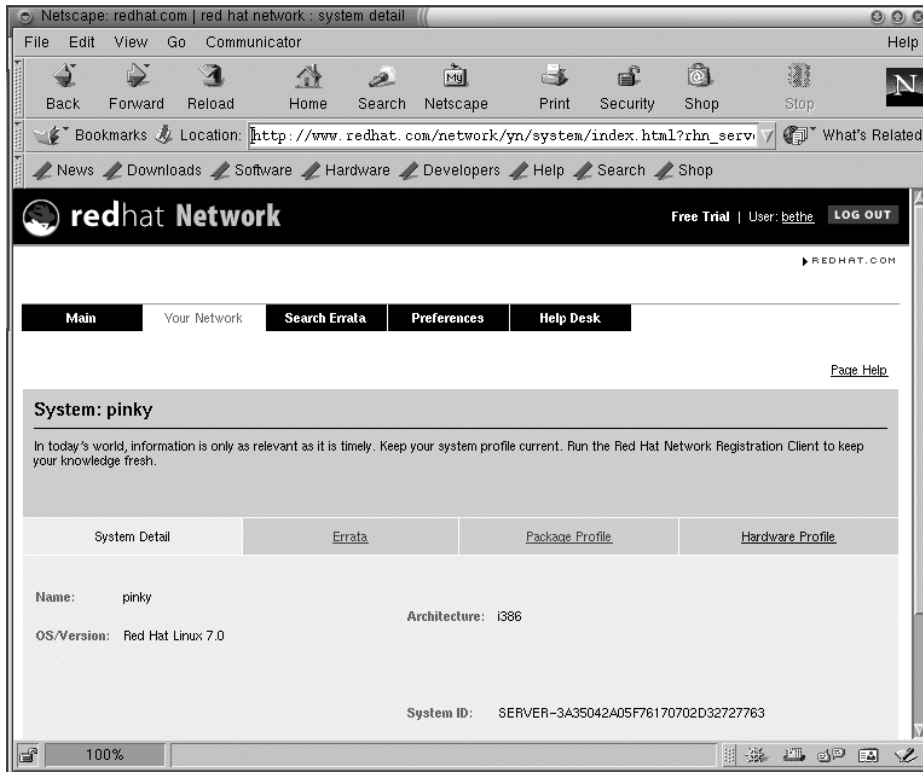 Netscape: redhat.com | red hat network : system detail
File Edit View Go Communicator Help
Back Forward Reload Home Search Netscape Print Security Shop Stop
My
N
Bookmarks Location: http://www.redhat.com/network/yn/system/index.html?rhn_serv What's Related
News Downloads Software Hardware Developers Help Search Shop
redhat Network
Free Trial | User: bethe LOG OUT
REDHAT.COM
Main Your Network Search Errata Preferences Help Desk
Page Help
System: pinky
In today's world, information is only as relevant as it is timely. Keep your system profile current. Run the Red Hat Network Registration Client to keep
your knowledge fresh.
System Detail Errata Package Profile Hardware Profile
Name: pinky
Architecture: i386
OS/Version: Red Hat Linux 7.0
System ID: SERVER-3A35042A05F76170702D32727763
100%